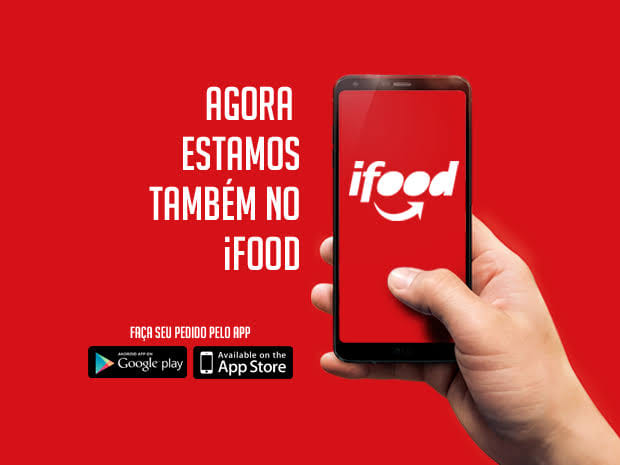 AGORA
ESTAMOS
TAMBÉM NO
iFOOD
ifood
FAÇA SEU PEDIDO PELO APP
ANDROID APP ON
Google play
Available on the
App Store